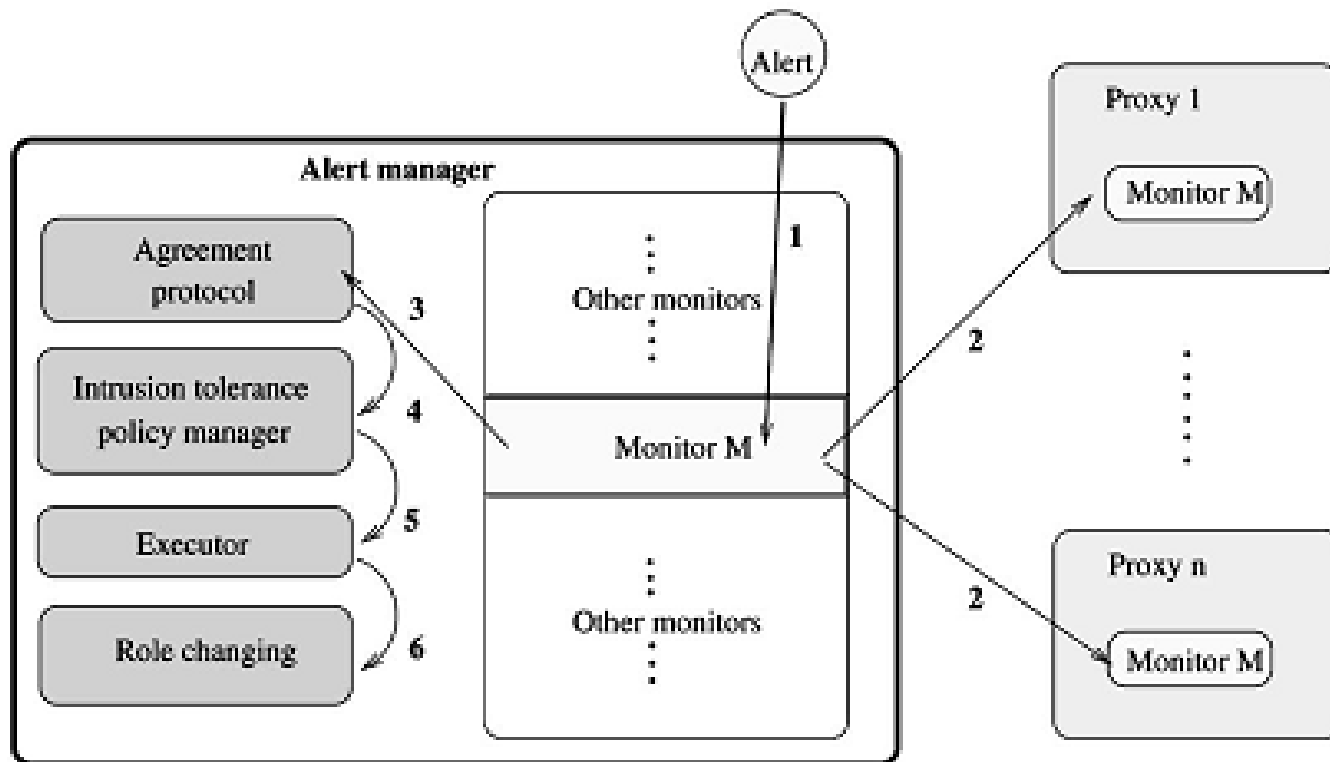 Alert
Proxy 1
Monitor M
Alert manager
Agreement
protocol
Intrusion tolerance
policy manager
Executor
Role changing
Other monitors
Monitor M
Other monitors
1
2
2
3
4
5
6
Proxy n
Monitor M